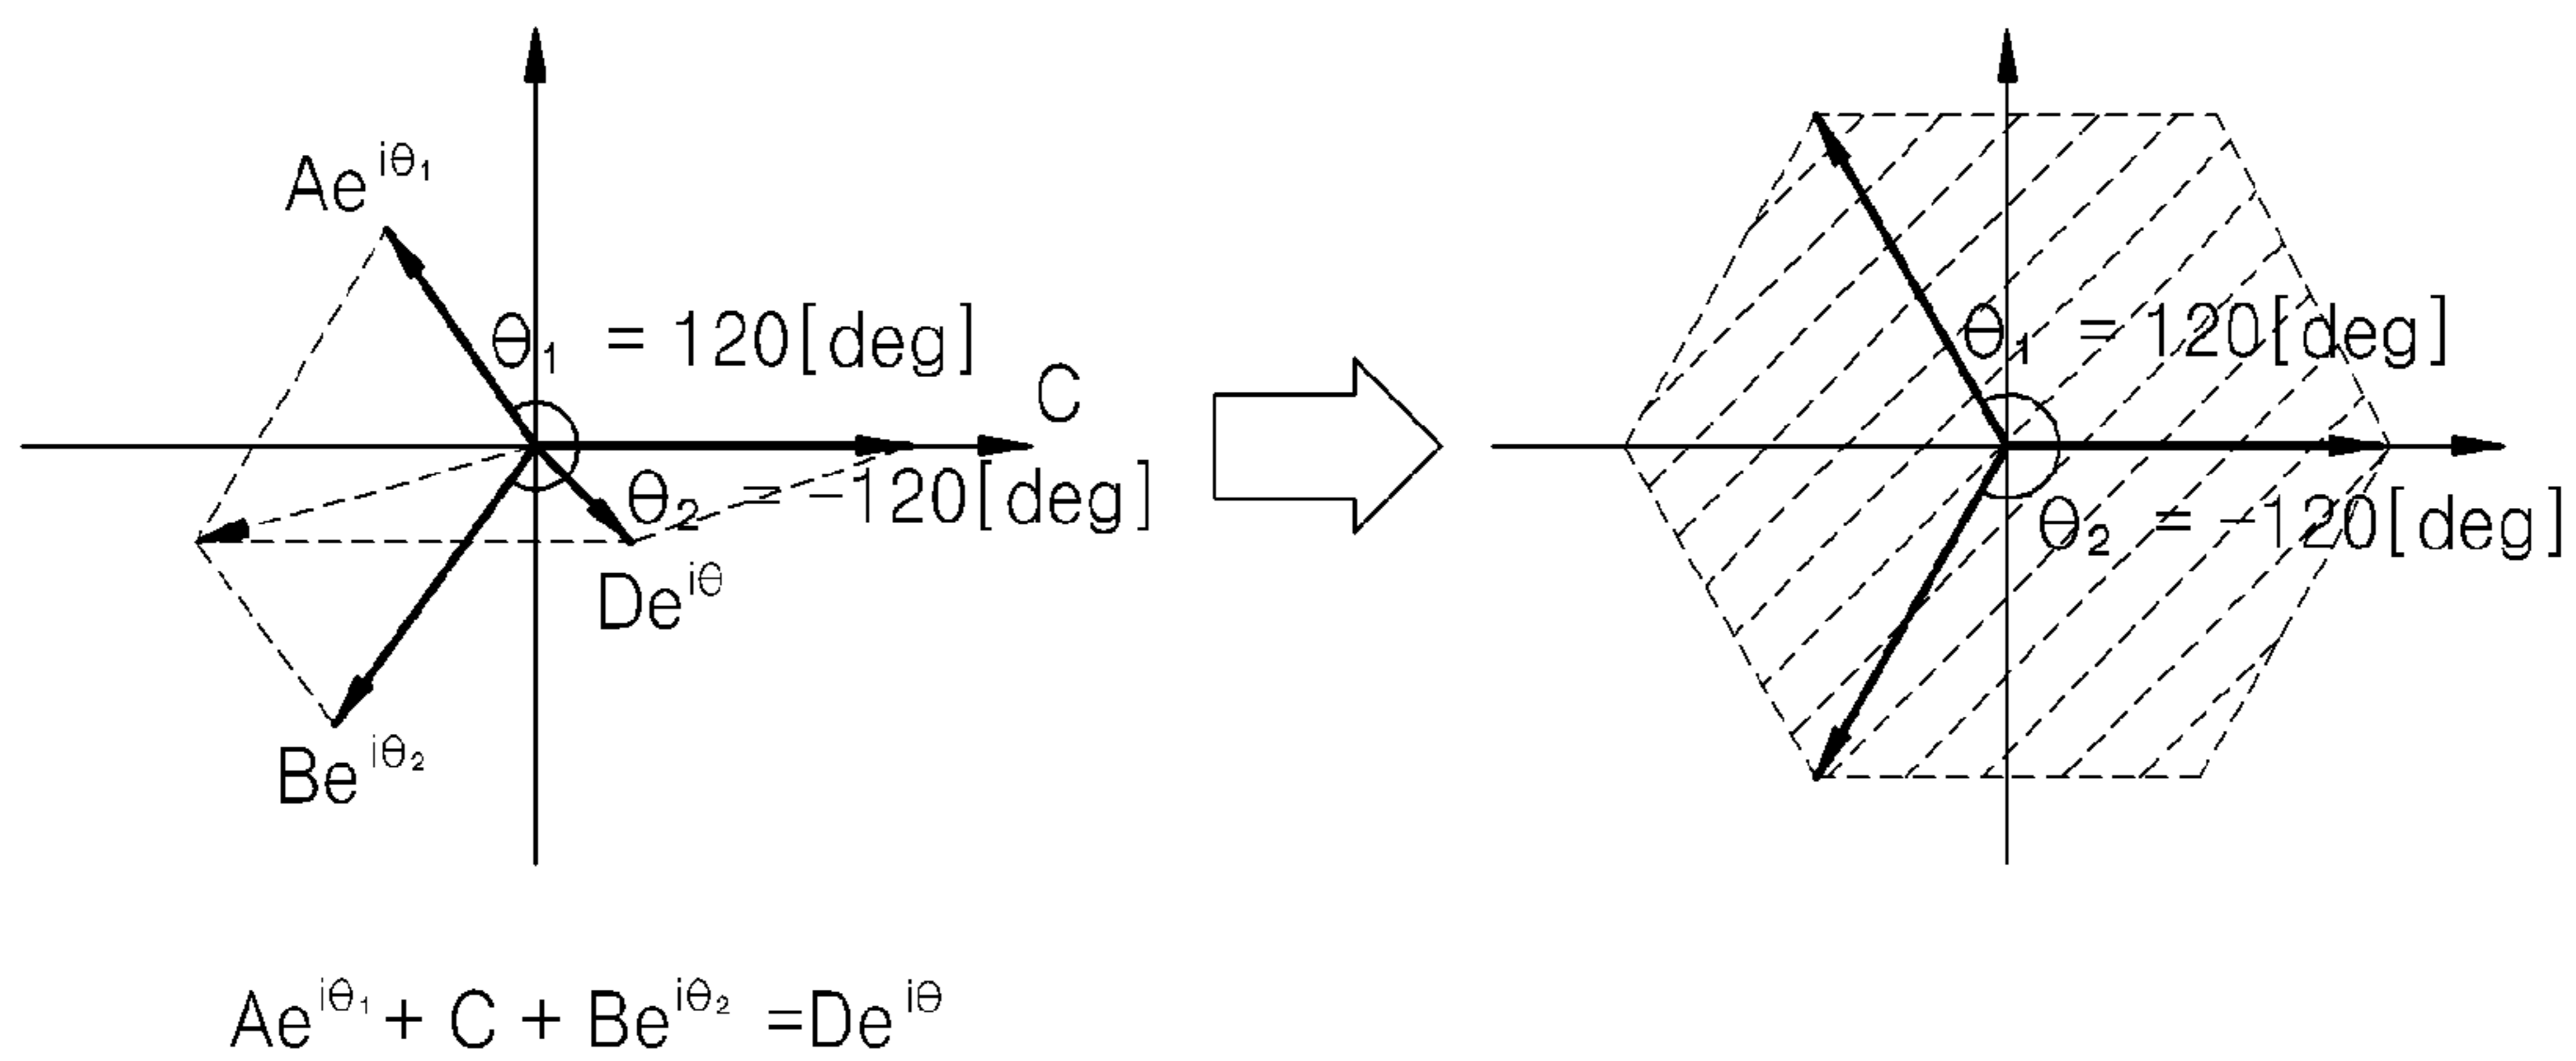 Ae^{iθ₁}
θ₁ = 120[deg]
C
θ₂ = -120[deg]
De^{iθ}
Be^{iθ₂}
Ae^{iθ₁} + C + Be^{iθ₂} =De^{iθ}
θ₁ = 120[deg]
θ₂ = -120[deg]